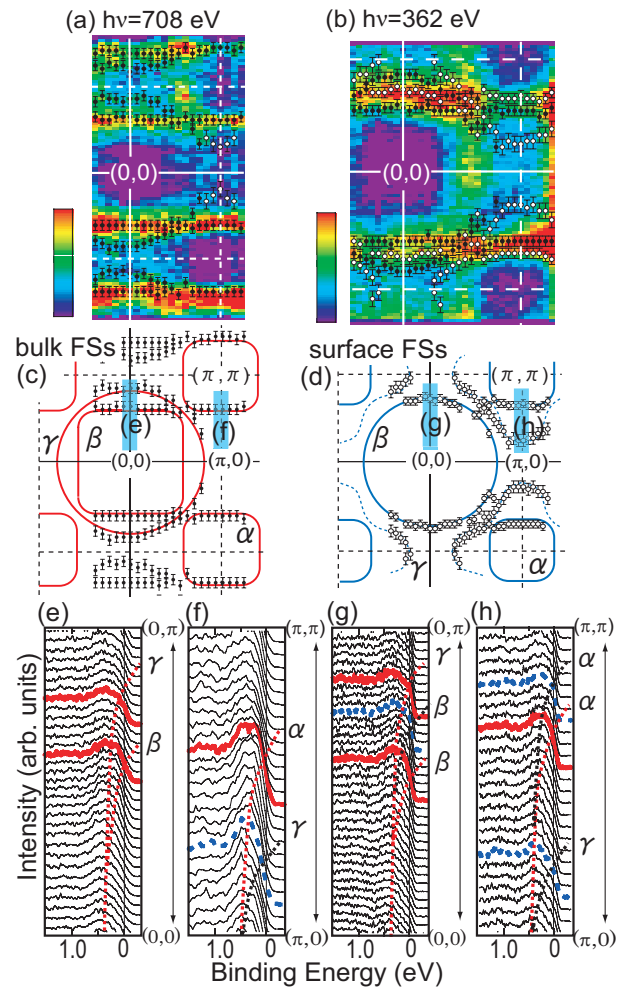 (a) hν=708 eV
(b) hν=362 eV
(0,0)
(0,0)
bulk FSs
surface FSs
(c)
(d)
(π,π)
(π,π)
γ
β
(e)
(f)
β
(g)
(h)
(0,0)
(π,0)
(0,0)
(π,0)
α
γ
α
(e)
(f)
(g)
(h)
(0,π)
(π,π)
(0,π)
(π,π)
γ
β
α
γ
γ
β
β
α
α
γ
(0,0)
(π,0)
(0,0)
(π,0)
Intensity (arb. units)
1.0 0 1.0 0 1.0 0 1.0 0
Binding Energy (eV)